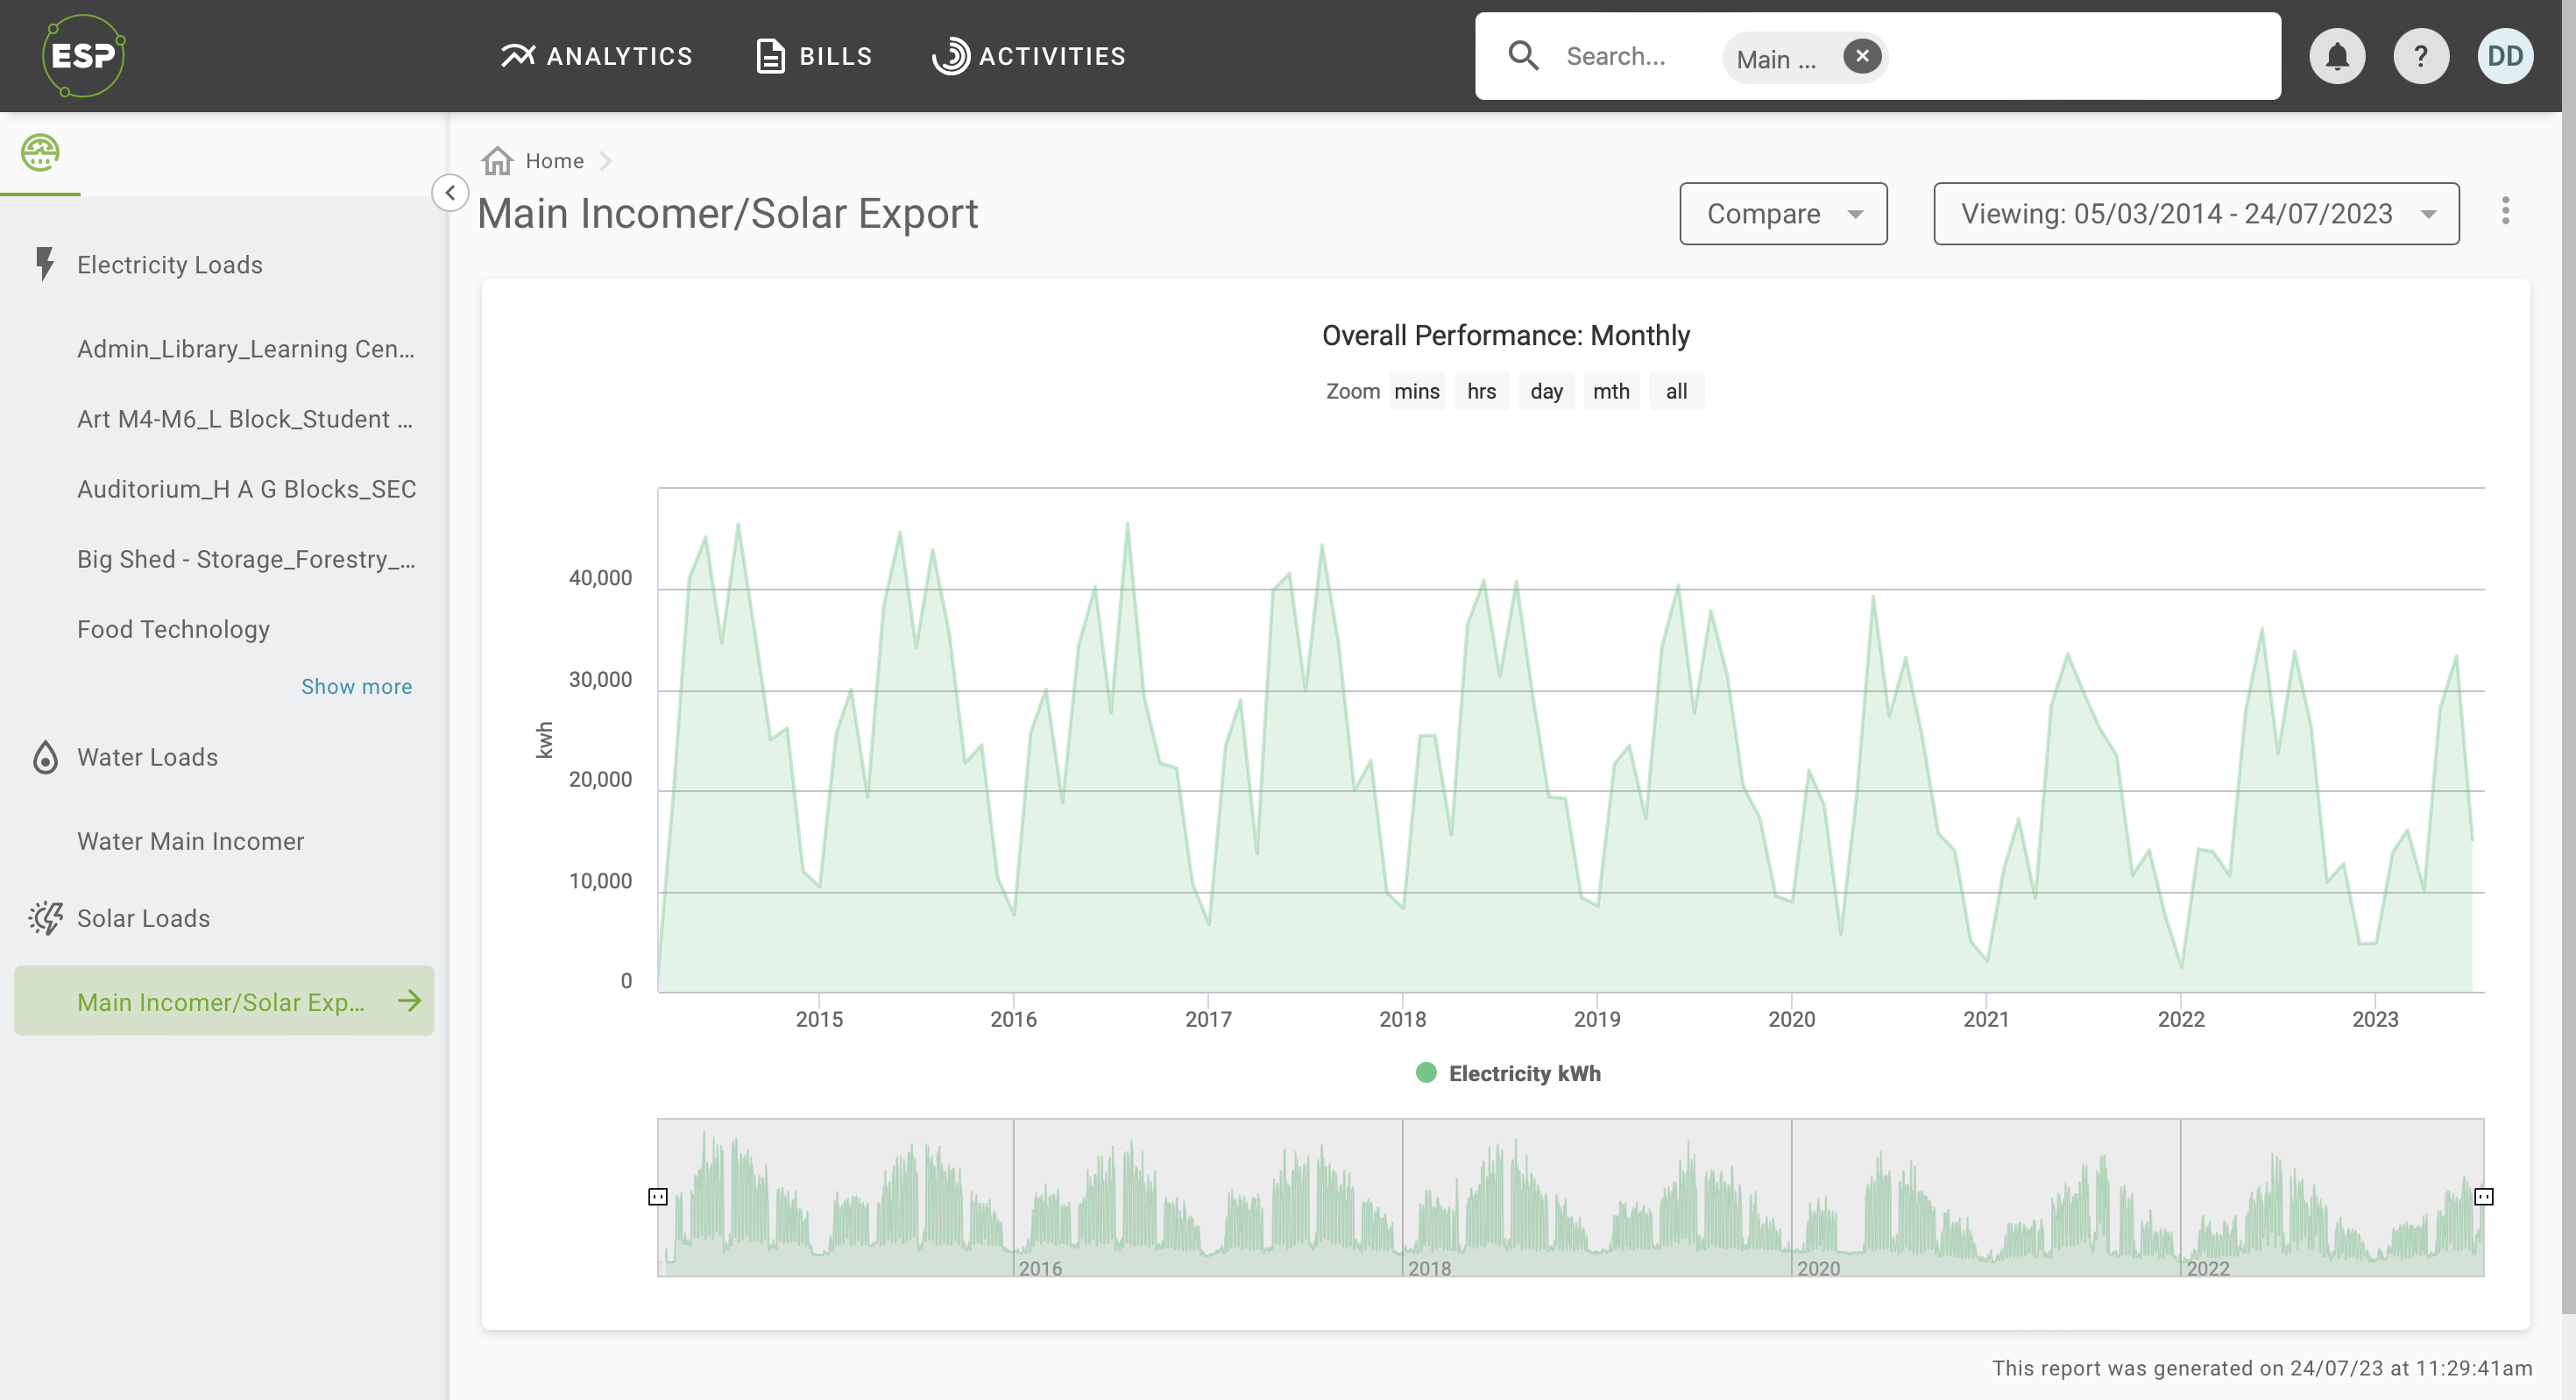 ESP
ANALYTICS
BILLS
ACTIVITIES
Search...
Main ...
?
DD
Home
Main Incomer/Solar Export
Compare
Viewing: 05/03/2014 - 24/07/2023
Electricity Loads
Admin_Library_Learning Cen...
Art M4-M6_L Block_Student ...
Auditorium_H A G Blocks_SEC
Big Shed - Storage_Forestry_...
Food Technology
Show more
Water Loads
Water Main Incomer
Solar Loads
Main Incomer/Solar Exp...
Overall Performance: Monthly
Zoom mins hrs day mth all
kwh
40,000
30,000
20,000
10,000
0
2015 2016 2017 2018 2019 2020 2021 2022 2023
Electricity kWh
2016 2018 2020 2022
This report was generated on 24/07/23 at 11:29:41am